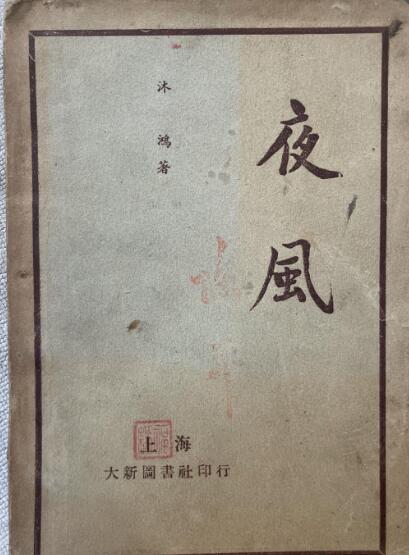 夜風
沐鴻著
上海
大新圖書社印行